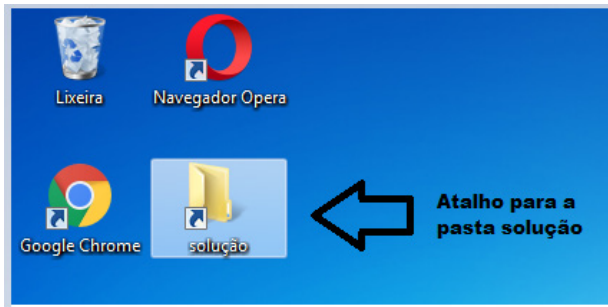 Lixeira
Navegador Opera
Google Chrome
solução
Atalho para a
pasta solução